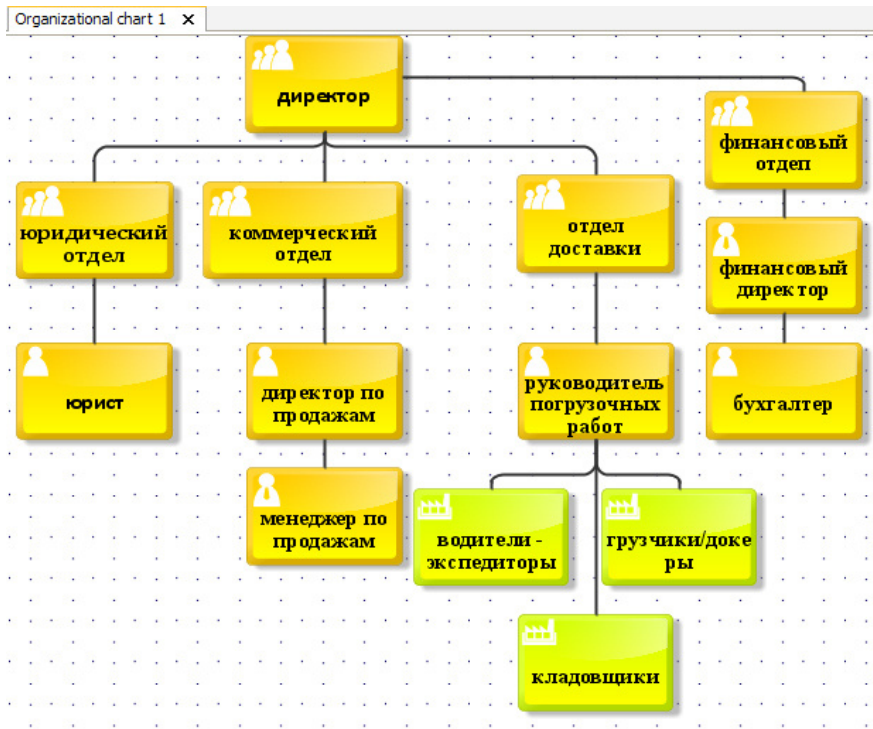 Organizational chart 1
директор
финансовый
отдеп
юридический
отдел
коммерческий
отдел
отдел
доставки
финансовый
директор
юрист
директор по
продажам
руководитель
погрузочных
работ
бухгалтер
менеджер по
продажам
водители -
экспедиторы
грузчики/доке
ры
кладовщики